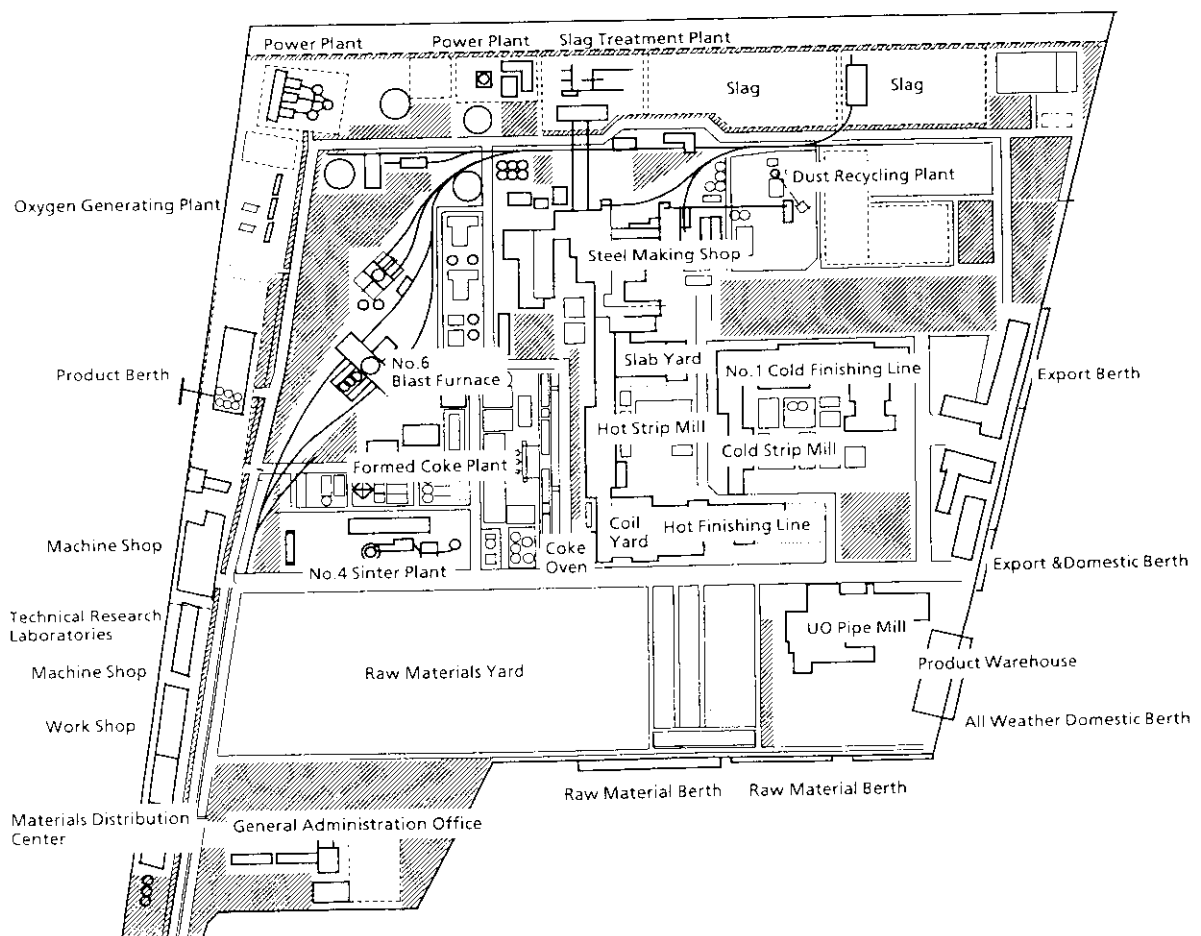 Power Plant
Power Plant
Slag Treatment Plant
Slag
Slag
Dust Recycling Plant
Oxygen Generating Plant
Steel Making Shop
Slab Yard
No.6
Blast Furnace
No.1 Cold Finishing Line
Product Berth
Export Berth
Hot Strip Mill
Cold Strip Mill
Formed Coke Plant
Coil
Yard
Hot Finishing Line
Machine Shop
Coke
Oven
No.4 Sinter Plant
Export &Domestic Berth
Technical Research
Laboratories
UO Pipe Mill
Machine Shop
Raw Materials Yard
Product Warehouse
Work Shop
All Weather Domestic Berth
Raw Material Berth
Raw Material Berth
Materials Distribution
Center
General Administration Office